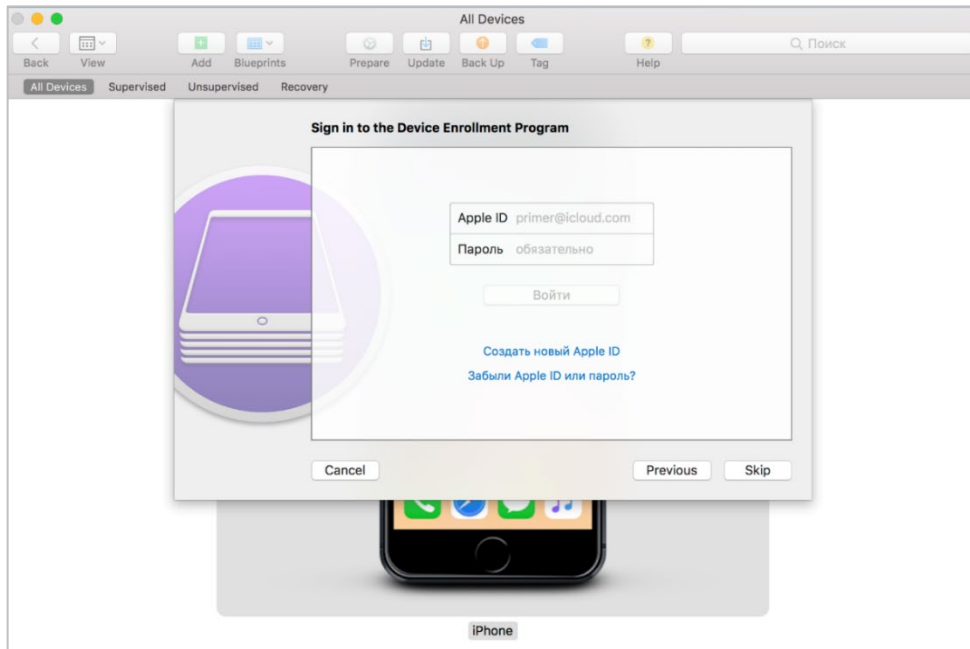 All Devices
Back View Add Blueprints Prepare Update Back Up Tag Help Поиск
All Devices Supervised Unsupervised Recovery
Sign in to the Device Enrollment Program
Apple ID primer@icloud.com
Пароль обязательно
Войти
Создать новый Apple ID
Забыли Apple ID или пароль?
Cancel Previous Skip
iPhone